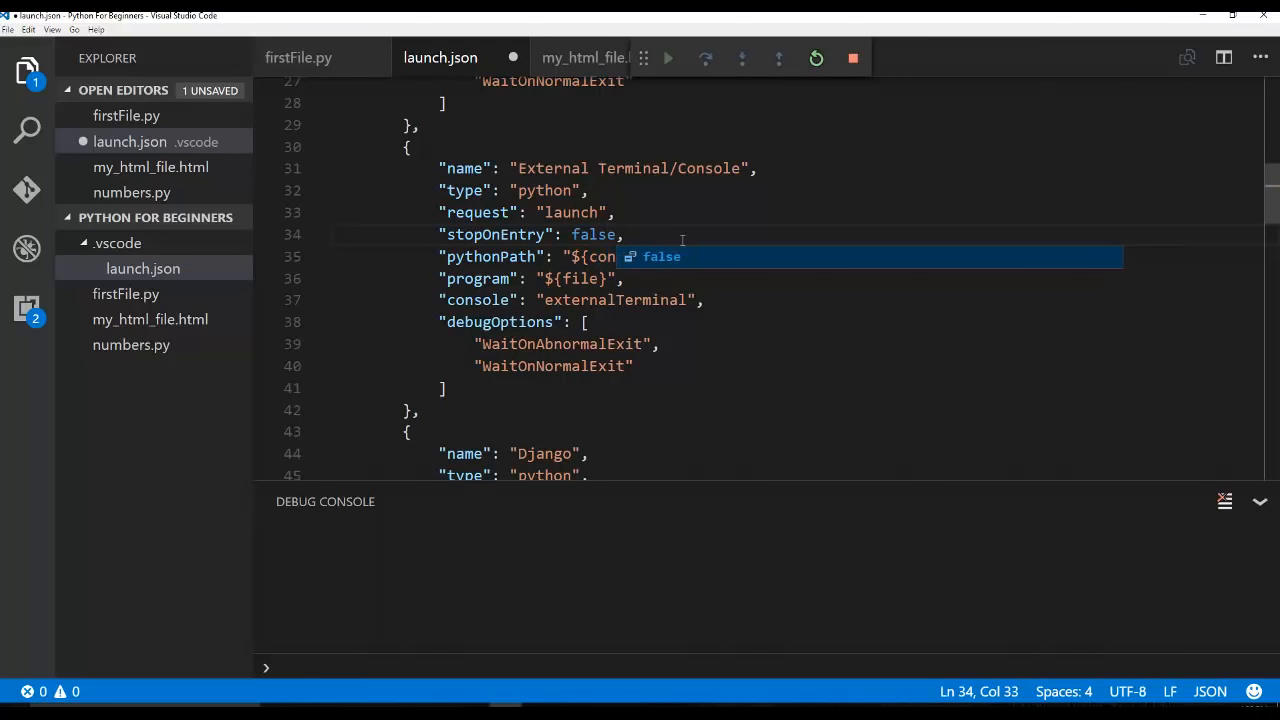 ● launch.json - Python For Beginners - Visual Studio Code
File Edit View Go Help
EXPLORER
OPEN EDITORS 1 UNSAVED
firstFile.py
launch.json .vscode
my_html_file.html
numbers.py
PYTHON FOR BEGINNERS
.vscode
launch.json
firstFile.py
my_html_file.html
numbers.py
1
2
firstFile.py launch.json my_html_file.
27 "WaitOnNormalExit"
28 ]
29 },
30 {
31 "name": "External Terminal/Console",
32 "type": "python",
33 "request": "launch",
34 "stopOnEntry": false,
35 "pythonPath": "${con
false
36 "program": "${file}",
37 "console": "externalTerminal",
38 "debugOptions": [
39 "WaitOnAbnormalExit",
40 "WaitOnNormalExit"
41 ]
42 },
43 {
44 "name": "Django",
45 "type": "python",
DEBUG CONSOLE
0 0 Ln 34, Col 33 Spaces: 4 UTF-8 LF JSON